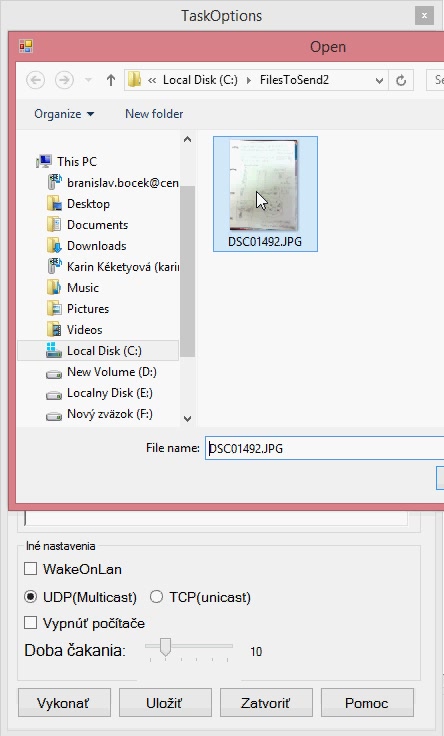 TaskOptions
x
Open
Local Disk (C:) FilesToSend2
Se
Organize New folder
This PC
branislav.bocek@cen
Desktop
Documents
Downloads
Karin Kéketyová (karin
Music
Pictures
Videos
Local Disk (C:)
New Volume (D:)
Localny Disk (E:)
Nový zväzok (F:)
DSC01492.JPG
File name: DSC01492.JPG
Iné nastavenia
WakeOnLan
UDP(Multicast) TCP(unicast)
Vypnúť počítače
Doba čakania: 10
Vykonať Uložiť Zatvoriť Pomoc